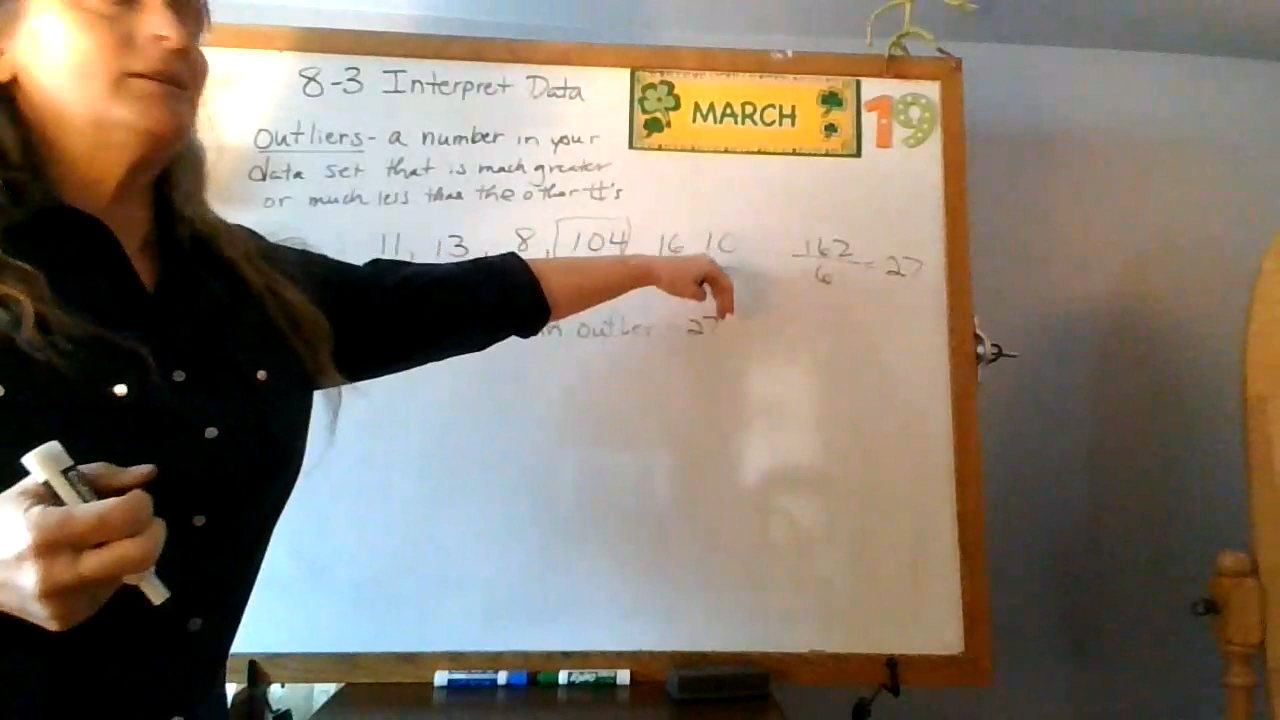 8-3 Interpret Data
MARCH 19
Outliers - a number in your
data set that is much greater
or much less than the other #'s
11, 13, 8, 104 16 10
162
6
= 27
outlier 27